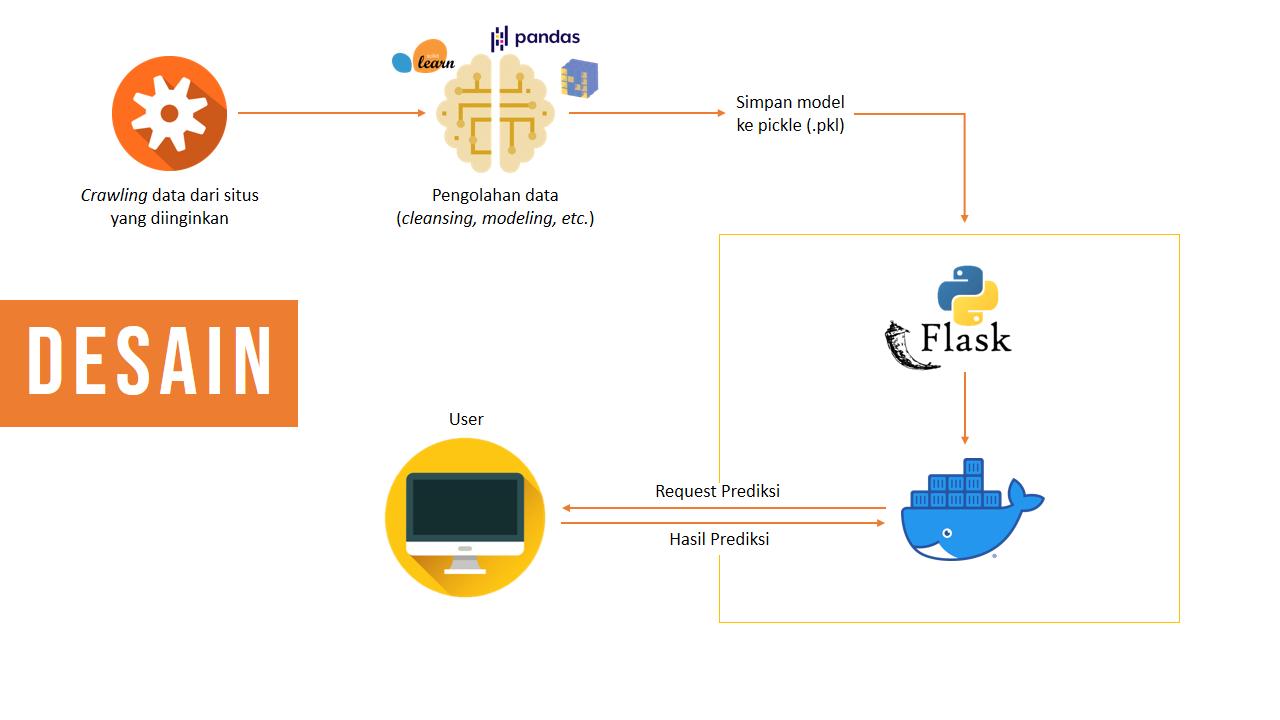 pandas
learn
Simpan model
ke pickle (.pkl)
Crawling data dari situs
yang diinginkan
Pengolahan data
(cleansing, modeling, etc.)
DESAIN
Flask
User
Request Prediksi
Hasil Prediksi